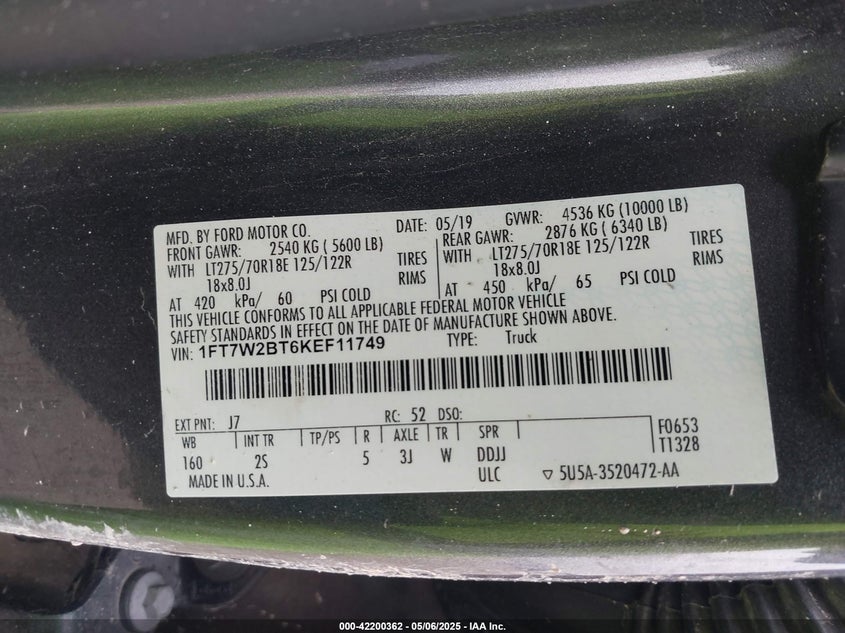 MFD. BY FORD MOTOR CO. DATE: 05/19 GVWR: 4536 KG (10000 LB)
FRONT GAWR: 2540 KG ( 5600 LB) REAR GAWR: 2876 KG ( 6340 LB)
WITH LT275/70R18E 125/122R TIRES WITH LT275/70R18E 125/122R TIRES
18x8.0J RIMS 18x8.0J RIMS
AT 420 kPa/ 60 PSI COLD AT 450 kPa/ 65 PSI COLD
THIS VEHICLE CONFORMS TO ALL APPLICABLE FEDERAL MOTOR VEHICLE
SAFETY STANDARDS IN EFFECT ON THE DATE OF MANUFACTURE SHOWN ABOVE.
VIN: 1FT7W2BT6KEF11749 TYPE: Truck
EXT PNT: J7 RC: 52 DSO:
WB INT TR TP/PS R AXLE TR SPR F0653
160 2S 5 3J W DDJJ T1328
MADE IN U.S.A. ULC ▽ 5U5A-3520472-AA
000-42200362 - 05/06/2025 - IAA Inc.